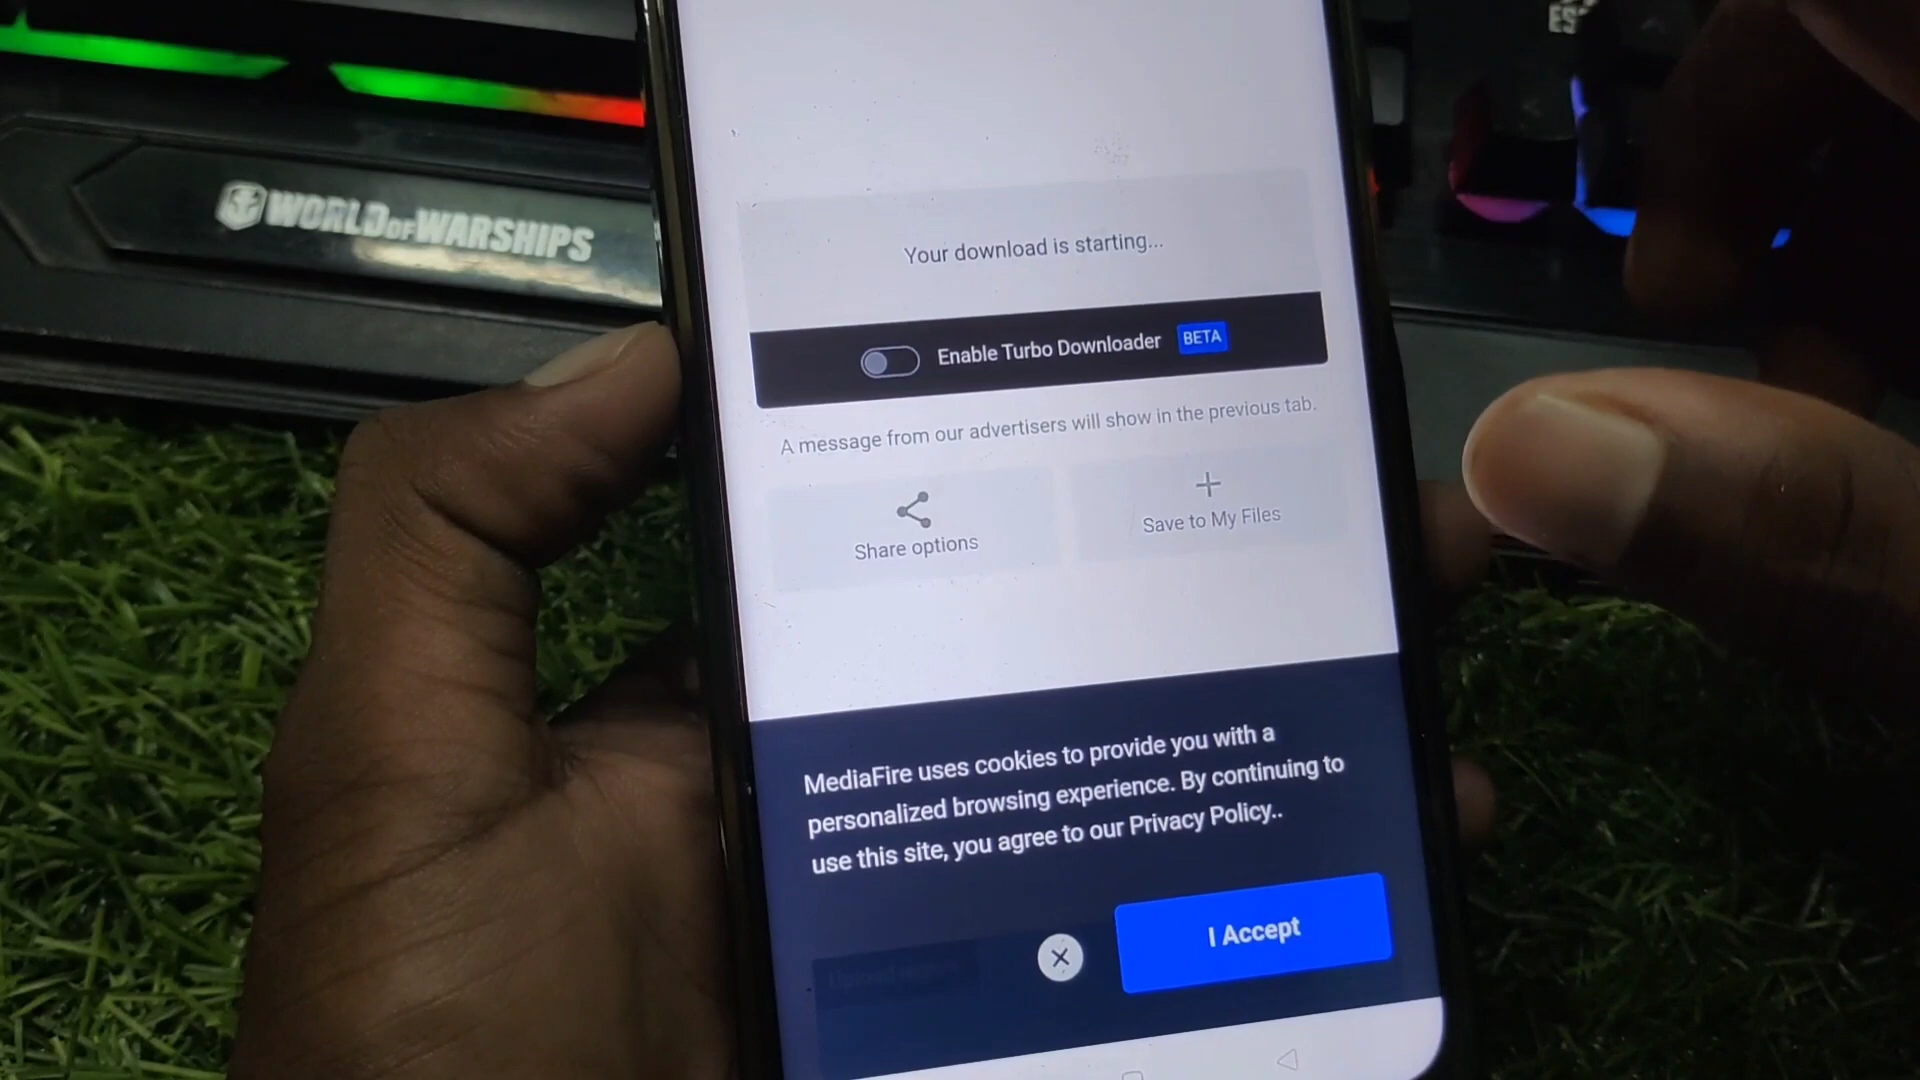 WORLD OF WARSHIPS
Your download is starting...
Enable Turbo Downloader BETA
A message from our advertisers will show in the previous tab.
Share options
Save to My Files
MediaFire uses cookies to provide you with a
personalized browsing experience. By continuing to
use this site, you agree to our Privacy Policy..
I Accept